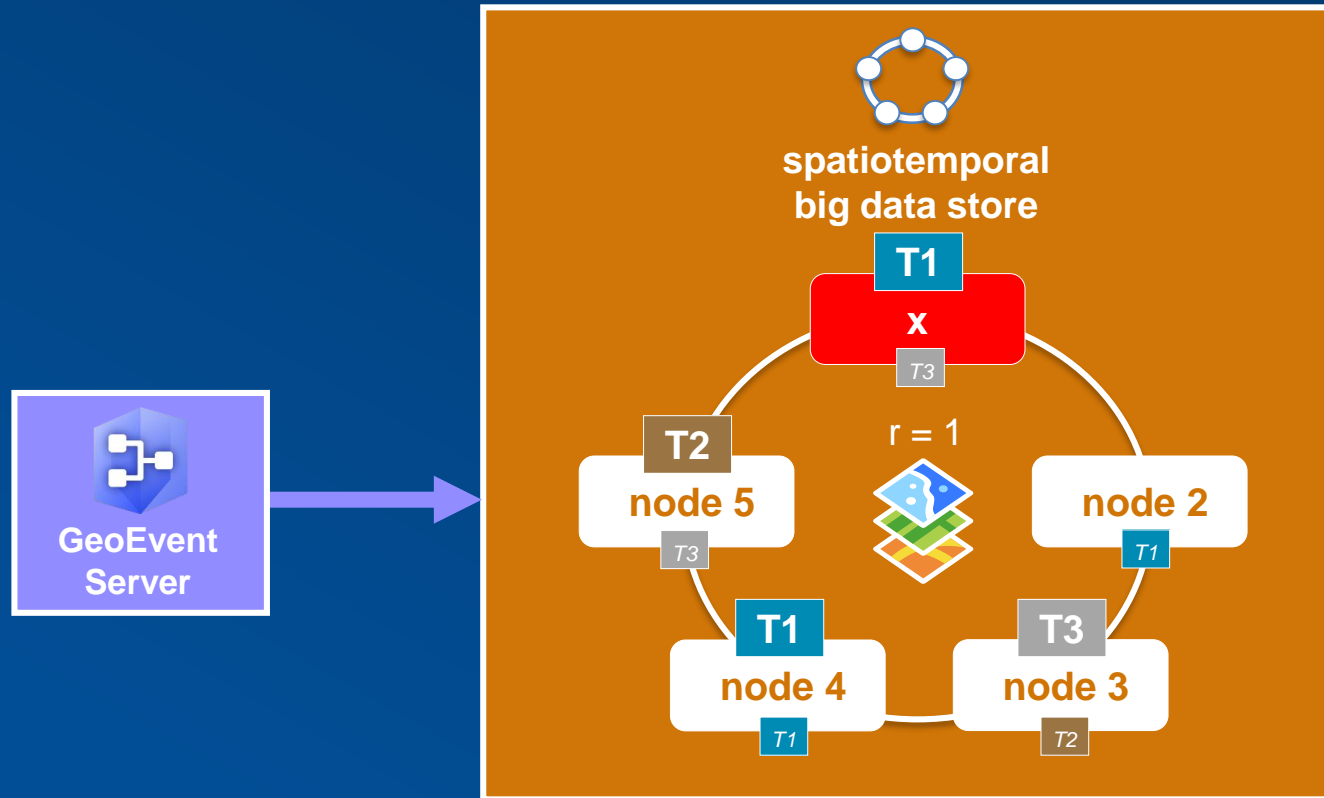 spatiotemporal
big data store
T1
x
T3
r = 1
T2
node 5
T3
node 2
T1
GeoEvent
Server
T1
node 4
T1
T3
node 3
T2